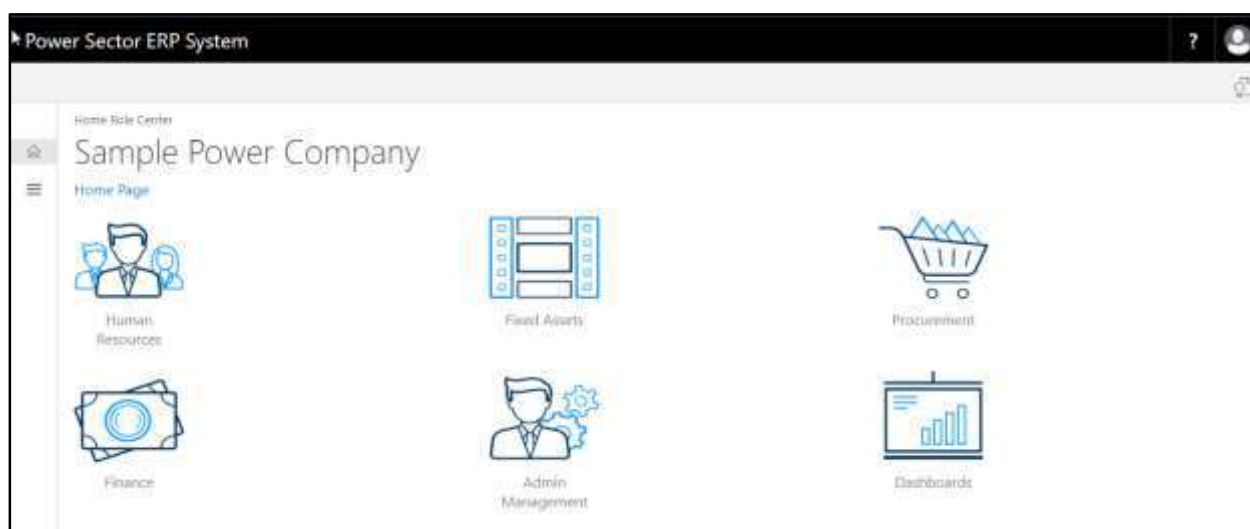 Power Sector ERP System ?
Home Role Center
Sample Power Company
Home Page
Human
Resources
Fixed Assets
Procurement
Finance
Admin
Management
Dashboards